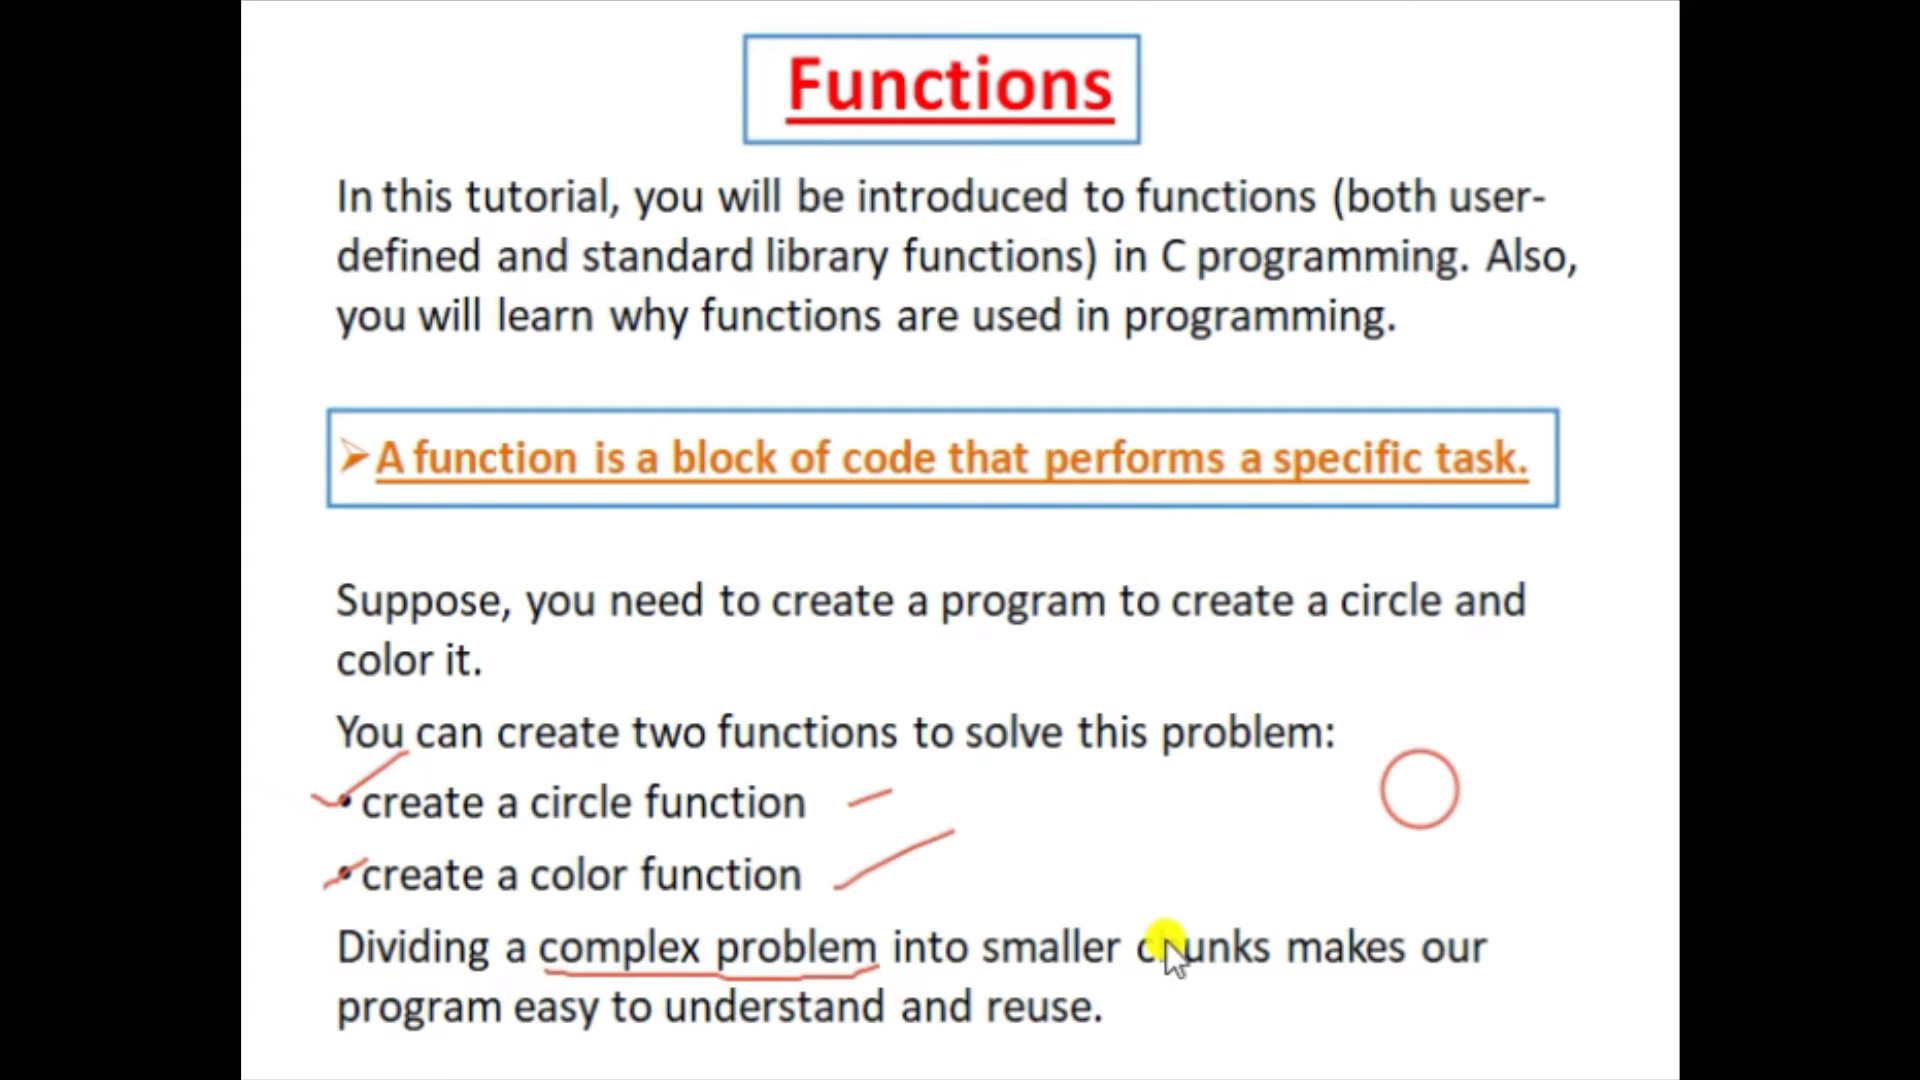 Functions
In this tutorial, you will be introduced to functions (both user-
defined and standard library functions) in C programming. Also,
you will learn why functions are used in programming.
➢A function is a block of code that performs a specific task.
Suppose, you need to create a program to create a circle and
color it.
You can create two functions to solve this problem:
• create a circle function
• create a color function
Dividing a complex problem into smaller chunks makes our
program easy to understand and reuse.